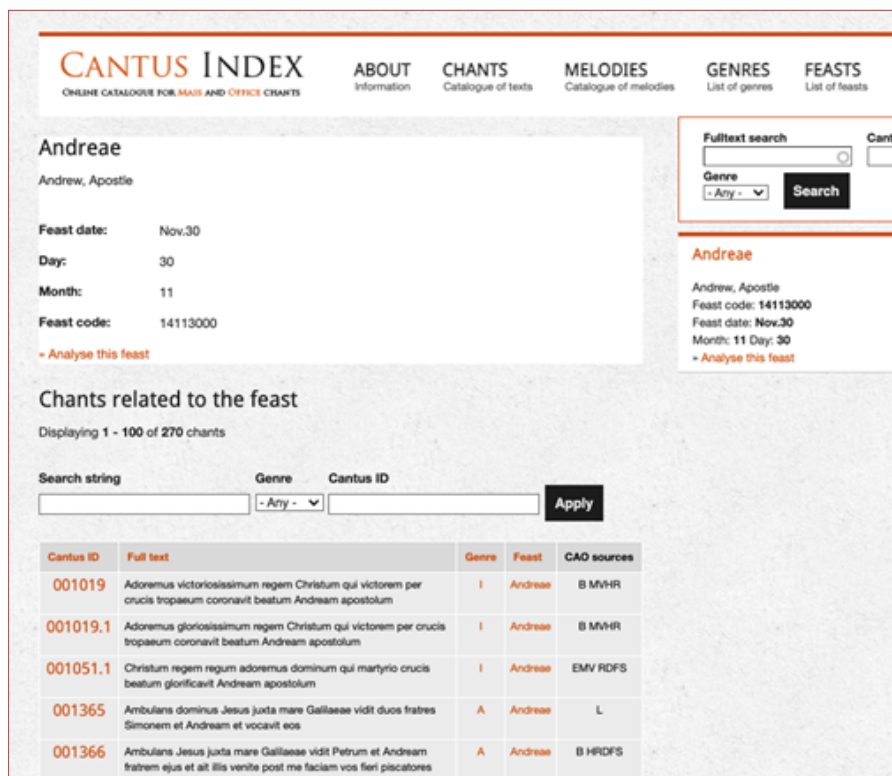 CANTUS INDEX
ONLINE CATALOGUE FOR MASS AND OFFICE CHANTS
ABOUT
Information
CHANTS
Catalogue of texts
MELODIES
Catalogue of melodies
GENRES
List of genres
FEASTS
List of feasts
Andreae
Andrew, Apostle
Feast date: Nov.30
Day: 30
Month: 11
Feast code: 14113000
» Analyse this feast
Fulltext search
Cant
Genre
- Any -
Search
Andreae
Andrew, Apostle
Feast code: 14113000
Feast date: Nov.30
Month: 11 Day: 30
» Analyse this feast
Chants related to the feast
Displaying 1 - 100 of 270 chants
Search string Genre Cantus ID
- Any - Apply
Cantus ID Full text Genre Feast CAO sources
001019 Adoremus victoriosissimum regem Christum qui victorem per I Andreae B MVHR
crucis tropaeum coronavit beatum Andream apostolum
001019.1 Adoremus gloriosissimum regem Christum qui victorem per crucis I Andreae B MVHR
tropaeum coronavit beatum Andream apostolum
001051.1 Christum regem regum adoremus dominum qui martyrio crucis I Andreae EMV RDFS
beatum glorificavit Andream apostolum
001365 Ambulans dominus Jesus juxta mare Galilaeae vidit duos fratres A Andreae L
Simonem et Andream et vocavit eos
001366 Ambulans Jesus juxta mare Galilaeae vidit Petrum et Andream A Andreae B HRDFS
fratrem ejus et ait illis venite post me faciam vos fieri piscatores